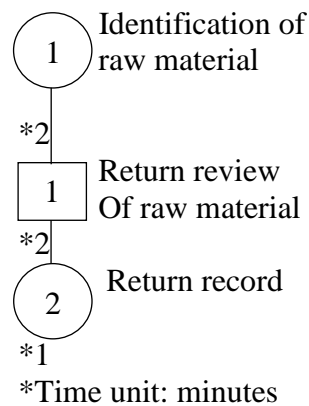 Identification of
1
raw material
*2
Return review
1
Of raw material
*2
Return record
2
*1
*Time unit: minutes